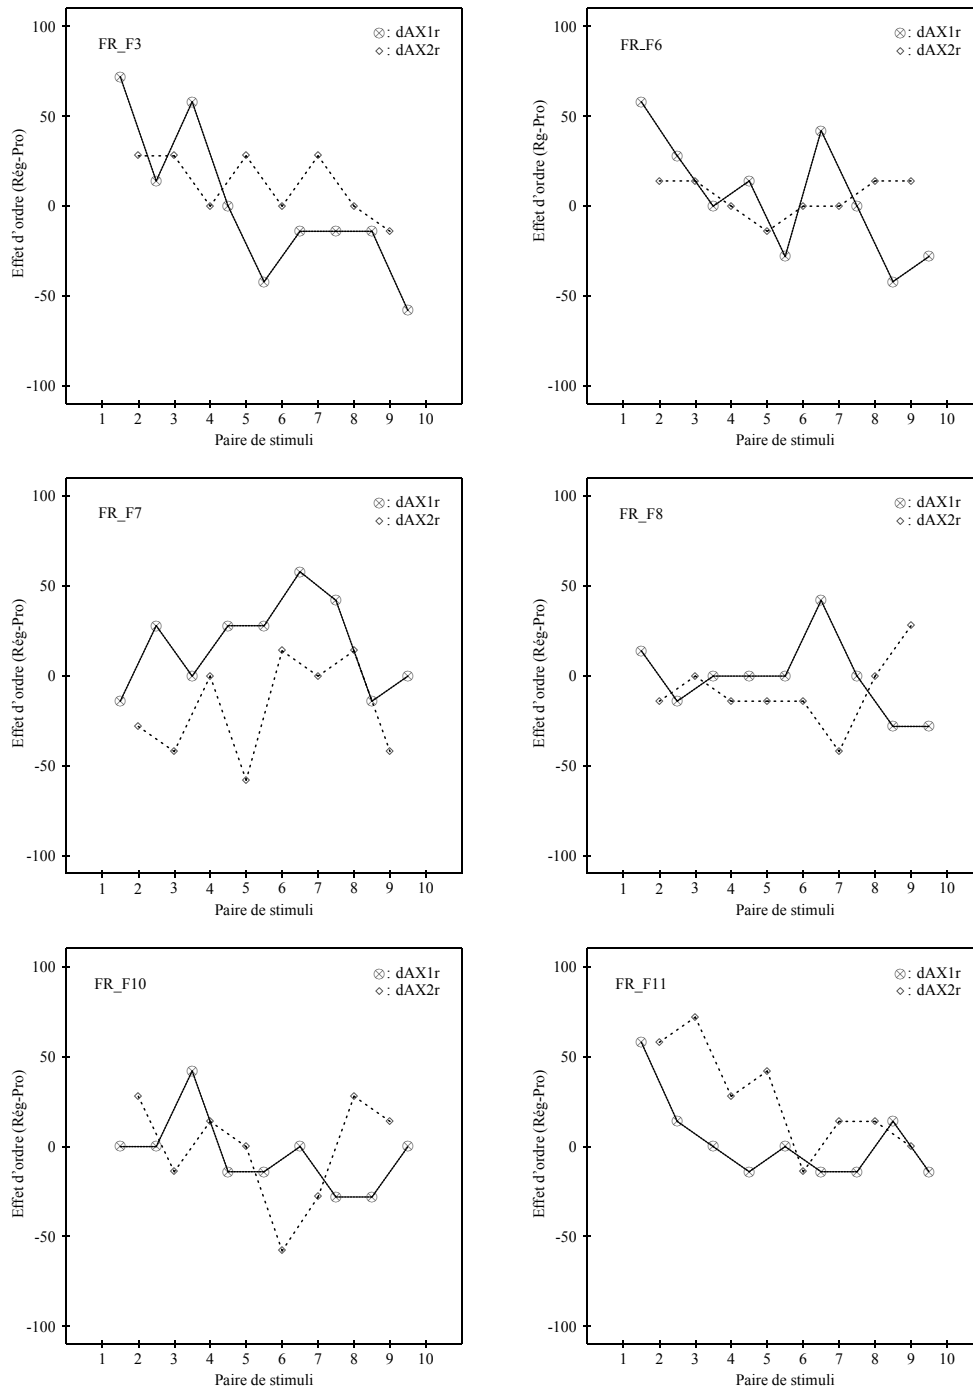 FR_F3
⊗: dAX1r
◇: dAX2r
100
50
0
-50
-100
Effet d'ordre (Rég-Pro)
1 2 3 4 5 6 7 8 9 10
Paire de stimuli
FR_F6
⊗: dAX1r
◇: dAX2r
100
50
0
-50
-100
Effet d'ordre (Rg-Pro)
1 2 3 4 5 6 7 8 9 10
Paire de stimuli
FR_F7
⊗: dAX1r
◇: dAX2r
100
50
0
-50
-100
Effet d'ordre (Rég-Pro)
1 2 3 4 5 6 7 8 9 10
Paire de stimuli
FR_F8
⊗: dAX1r
◇: dAX2r
100
50
0
-50
-100
Effet d'ordre (Rég-Pro)
1 2 3 4 5 6 7 8 9 10
Paire de stimuli
FR_F10
⊗: dAX1r
◇: dAX2r
100
50
0
-50
-100
Effet d'ordre (Rég-Pro)
1 2 3 4 5 6 7 8 9 10
Paire de stimuli
FR_F11
⊗: dAX1r
◇: dAX2r
100
50
0
-50
-100
Effet d'ordre (Rég-Pro)
1 2 3 4 5 6 7 8 9 10
Paire de stimuli